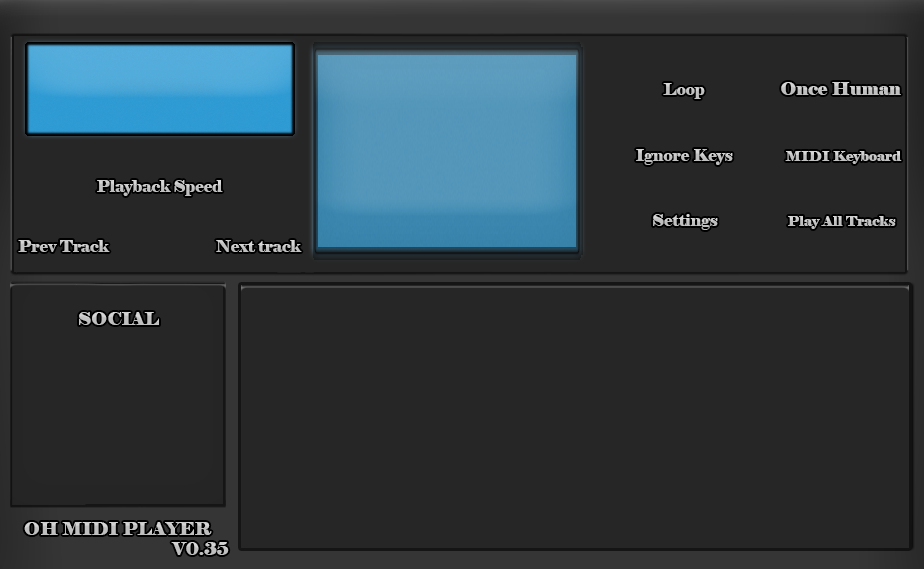 Loop
Once Human
Ignore Keys
MIDI Keyboard
Playback Speed
Settings
Play All Tracks
Prev Track
Next track
SOCIAL
OH MIDI PLAYER
V0.35